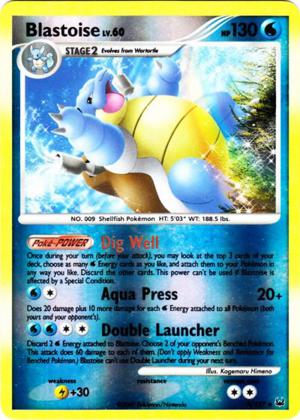 Blastoise LV.60 HP 130
STAGE 2 Evolves from Wartortle
NO. 009 Shellfish Pokémon HT: 5'03" WT: 188.5 lbs.
Poké-POWER Dig Well
Once during your turn (before your attack), you may look at the top 3 cards of your
deck, choose as many Energy cards as you like, and attach them to your Pokémon
in any way you like. Discard the other cards. This power can't be used if Blastoise is
affected by a Special Condition.
Aqua Press 20+
Does 20 damage plus 10 more damage for each Energy attached to all Pokémon (both
yours and your opponent's).
Double Launcher
Discard 2 Energy attached to Blastoise. Choose 2 of your opponent's Benched Pokémon. This
attack does 60 damage to each of them. (Don't apply Weakness and Resistance for
Benched Pokémon.) Blastoise can't use Double Launcher during your next turn.
Illus. Kagemaru Himeno
weakness resistance
+30